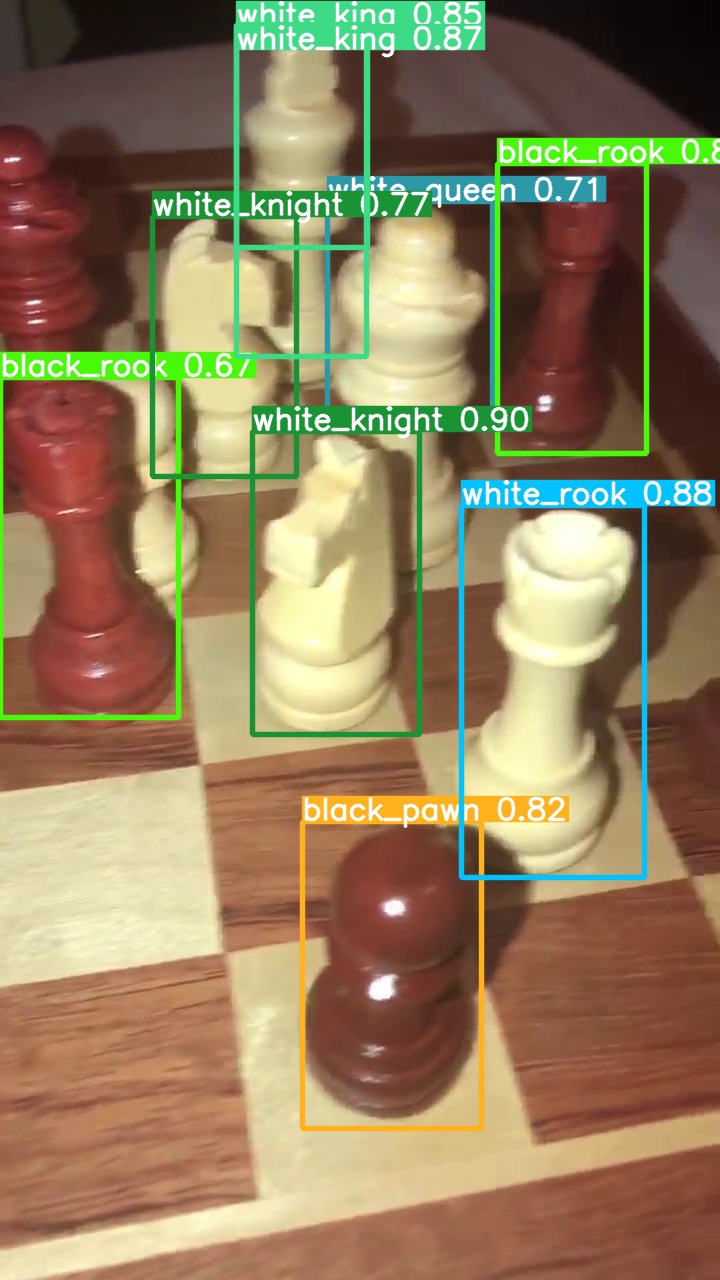 white_king 0.85
white_king 0.87
black_rook 0.8
white_queen 0.71
white_knight 0.77
black_rook 0.67
white_knight 0.90
white_rook 0.88
black_pawn 0.82